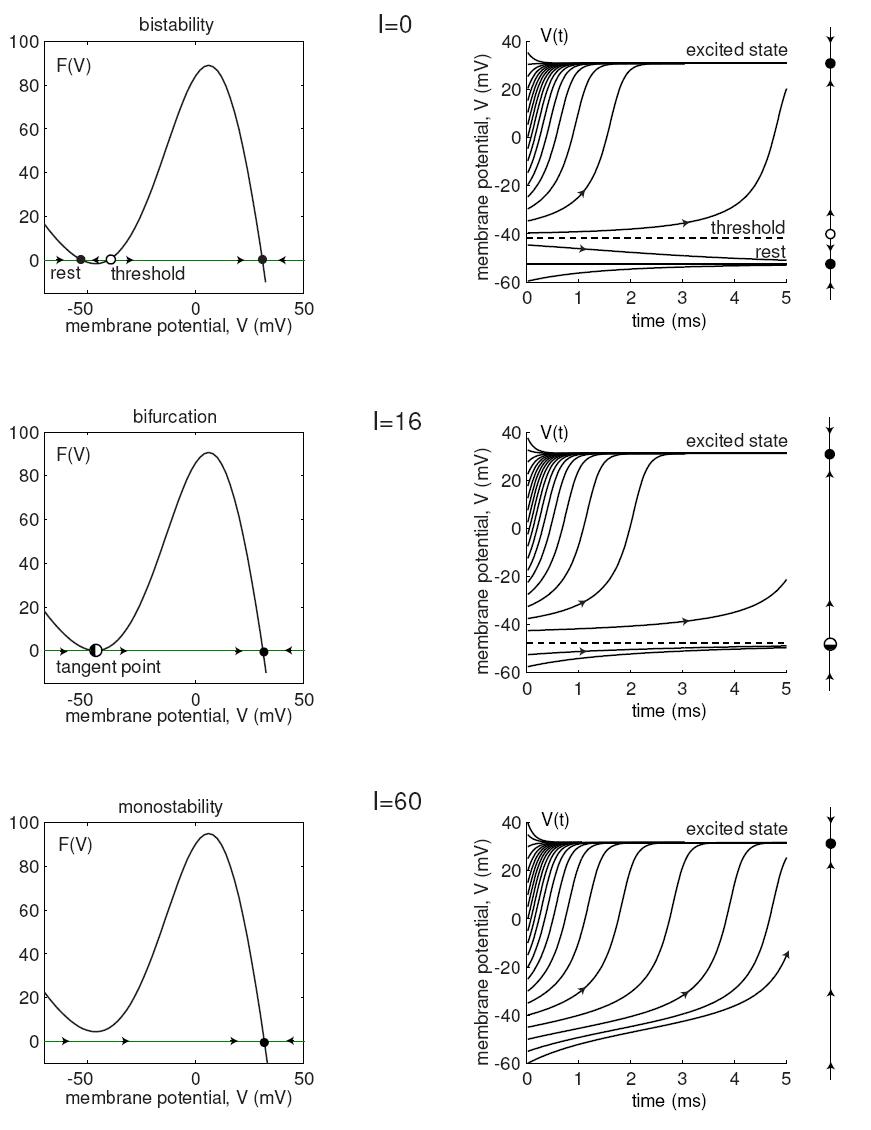 bistability
I=0
100
80
60
40
20
0
F(V)
rest
threshold
-50
0
50
membrane potential, V (mV)
V(t)
excited state
threshold
rest
membrane potential, V (mV)
40
20
0
-20
-40
-60
0
1
2
3
4
5
time (ms)
bifurcation
I=16
100
80
60
40
20
0
F(V)
tangent point
-50
0
50
membrane potential, V (mV)
V(t)
excited state
membrane potential, V (mV)
40
20
0
-20
-40
-60
0
1
2
3
4
5
time (ms)
monostability
I=60
100
80
60
40
20
0
F(V)
-50
0
50
membrane potential, V (mV)
V(t)
excited state
membrane potential, V (mV)
40
20
0
-20
-40
-60
0
1
2
3
4
5
time (ms)